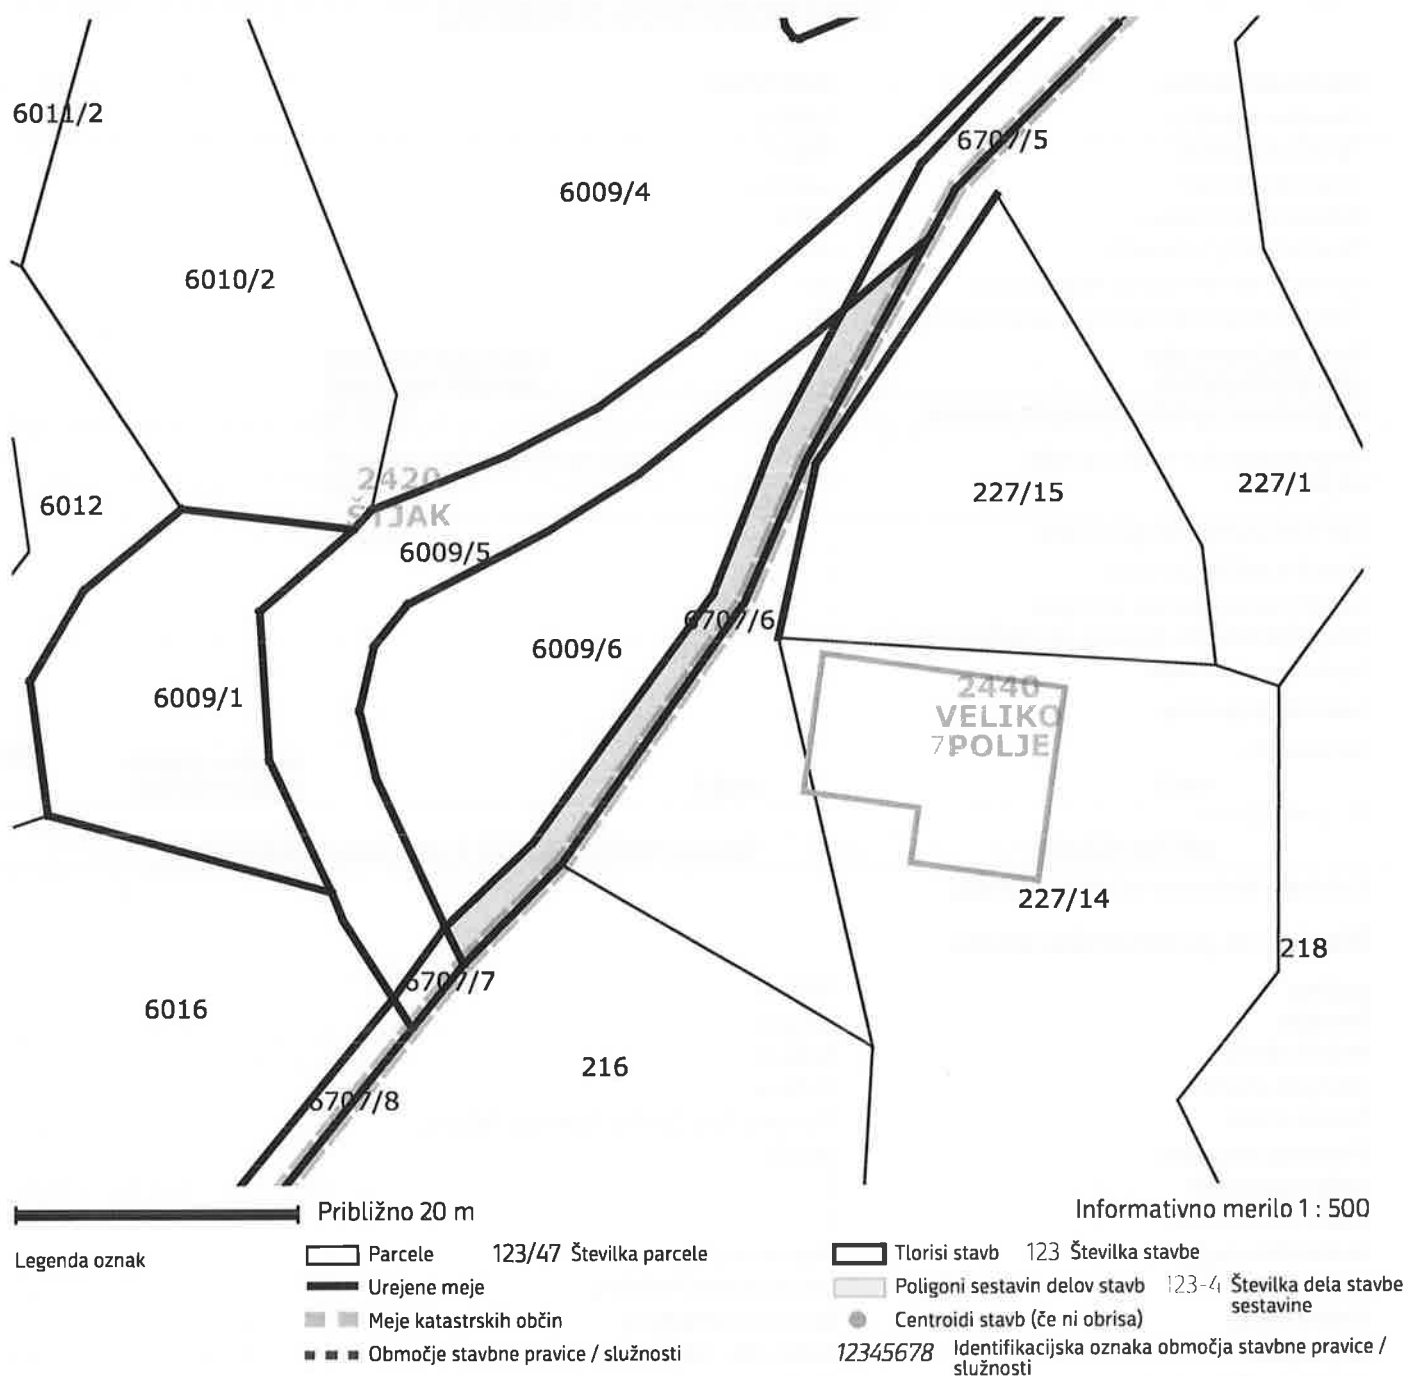 6011/2
6707/5
6009/4
6010/2
2420
ŠTJAK
6012
227/15
227/1
6009/5
6707/6
6009/6
6009/1
2440
VELIKO
7 POLJE
227/14
218
6707/7
6016
216
6707/8
Približno 20 m
Informativno merilo 1 : 500
Legenda oznak
Parcele
123/47 Številka parcele
Urejene meje
Meje katastrskih občin
Območje stavbne pravice / služnosti
Tlorisi stavb
123 Številka stavbe
Poligoni sestavin delov stavb
123-4 Številka dela stavbe
sestavine
Centroidi stavb (če ni obrisa)
12345678 Identifikacijska oznaka območja stavbne pravice /
služnosti